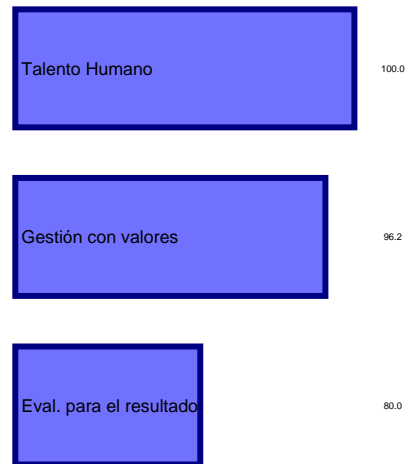 Talento Humano 100.0
Gestión con valores 96.2
Eval. para el resultado 80.0